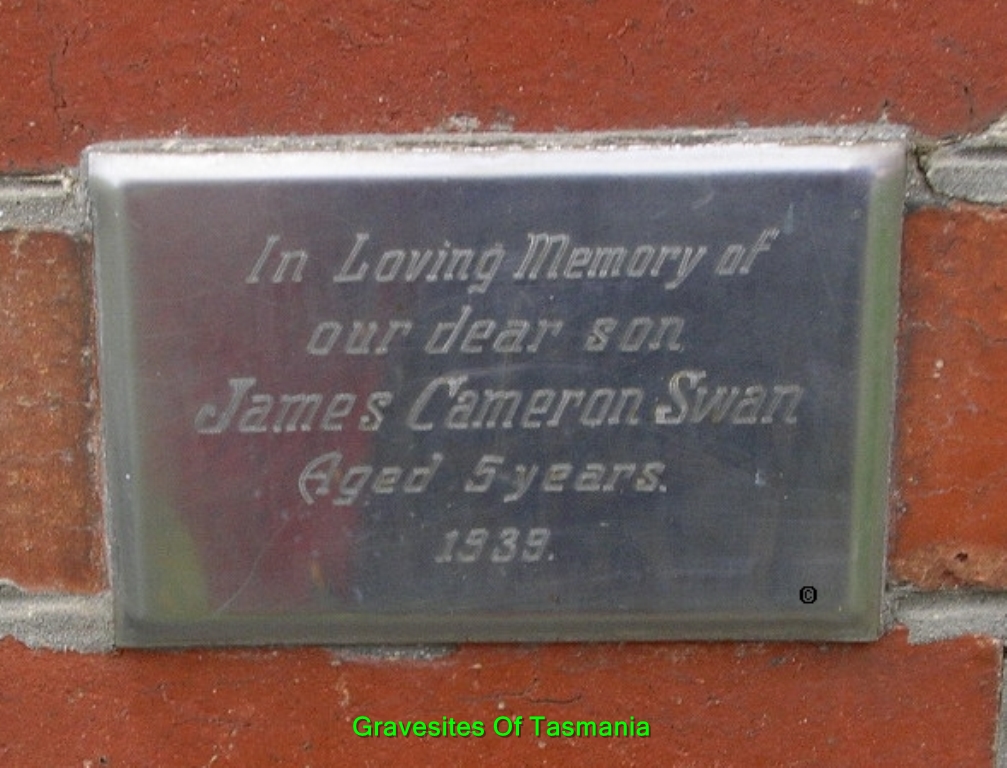 In Loving Memory of
our dear son
James Cameron Swan
Aged 5 years.
1939.
©
Gravesites Of Tasmania